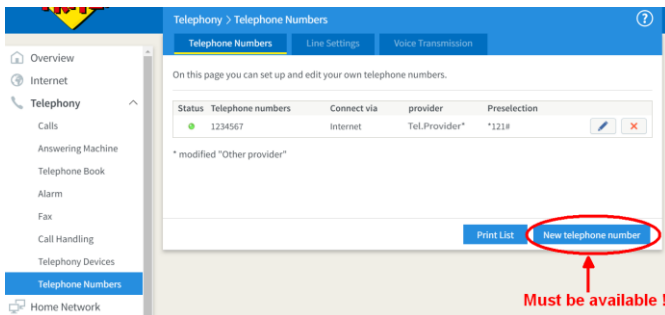 Telephony > Telephone Numbers
?
Telephone Numbers Line Settings Voice Transmission
On this page you can set up and edit your own telephone numbers.
Status Telephone numbers Connect via provider Preselection
1234567 Internet Tel.Provider* *121#
* modified "Other provider"
Print List New telephone number
Must be available !
Overview
Internet
Telephony
Calls
Answering Machine
Telephone Book
Alarm
Fax
Call Handling
Telephony Devices
Telephone Numbers
Home Network